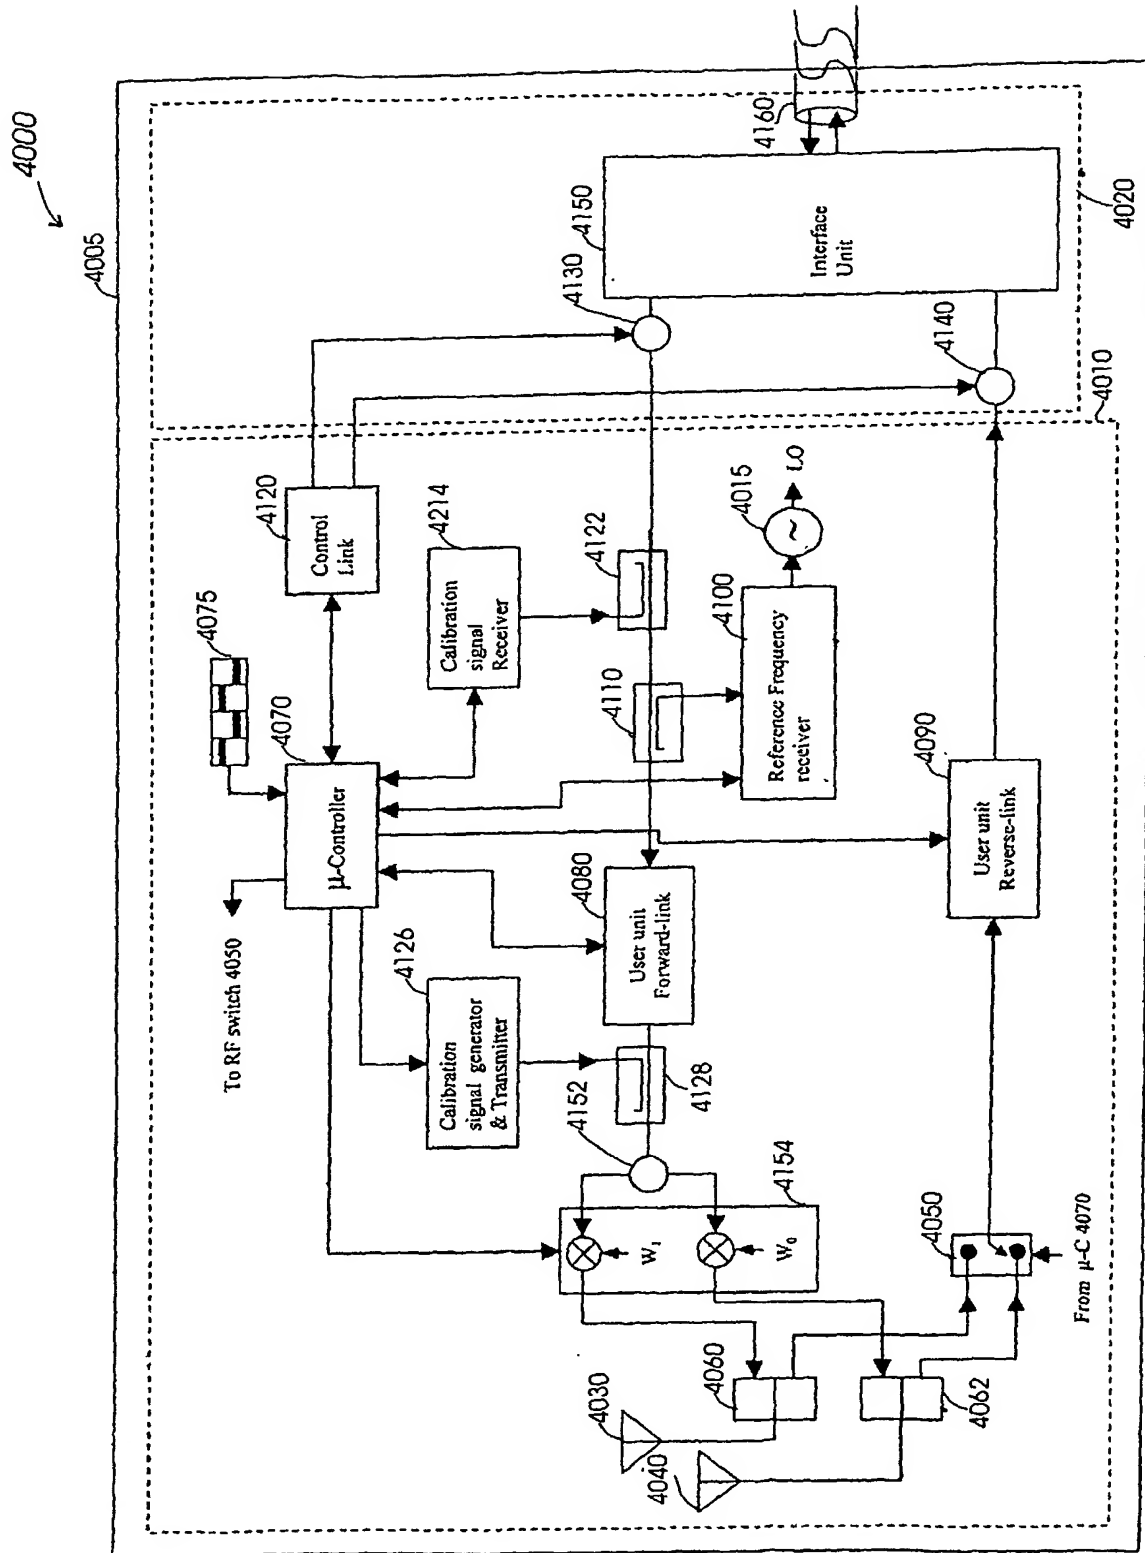 4000
4005
4075
4120
Control
Link
4070
μ-Controller
To RF switch 4050
4214
Calibration
signal
Receiver
4126
Calibration
signal generator
& Transmitter
4130
4150
Interface
Unit
4160
4122
4110
4080
User unit
Forward-link
4128
4152
4154
W₁
W₀
4015
LO
4100
Reference Frequency
receiver
4140
4020
4010
4090
User unit
Reverse-link
4050
From μ-C 4070
4060
4062
4030
4040